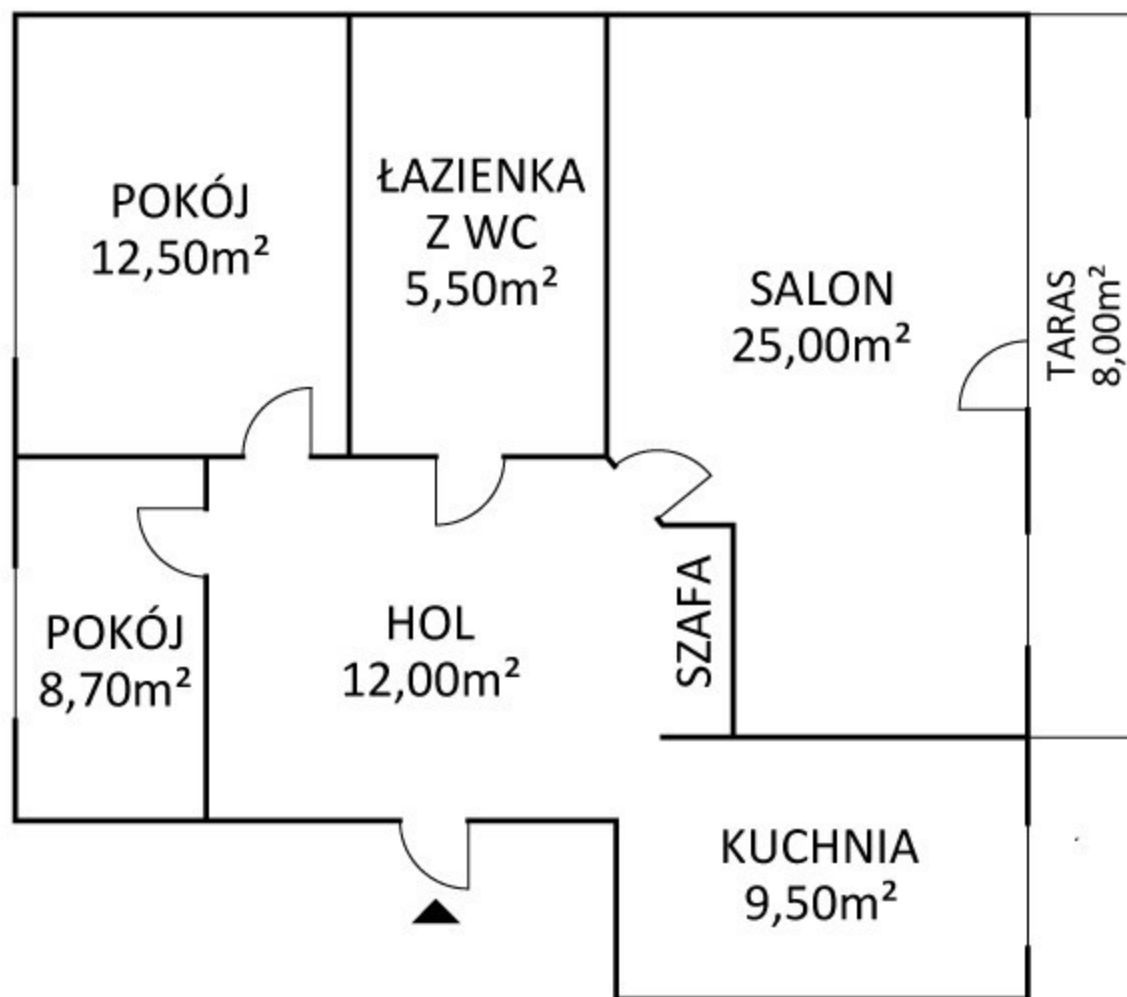 POKÓJ
12,50m²
ŁAZIENKA
Z WC
5,50m²
SALON
25,00m²
TARAS
8,00m²
POKÓJ
8,70m²
HOL
12,00m²
SZAFA
KUCHNIA
9,50m²